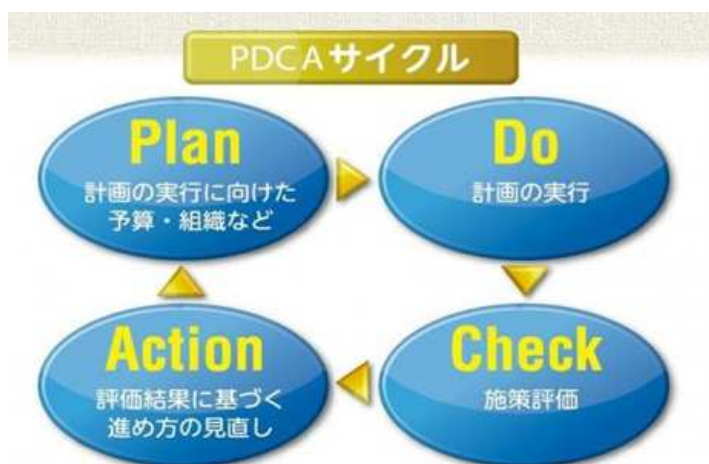 PDCAサイクル
Plan
計画の実行に向けた
予算・組織など
Do
計画の実行
Check
施策評価
Action
評価結果に基づく
進め方の見直し